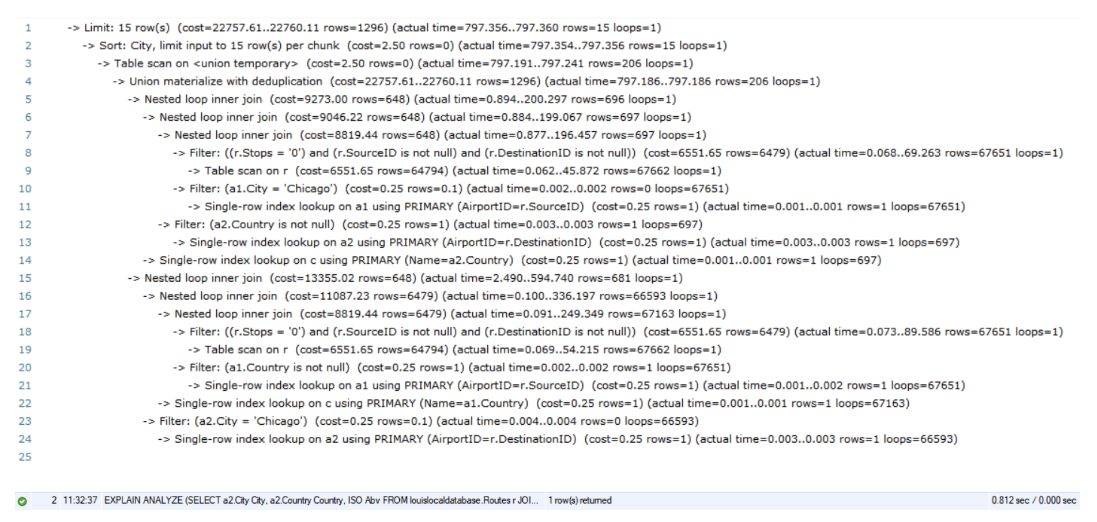 1 -> Limit: 15 row(s) (cost=22757.61..22760.11 rows=1296) (actual time=797.356..797.360 rows=15 loops=1)
2 -> Sort: City, limit input to 15 row(s) per chunk (cost=2.50 rows=0) (actual time=797.354..797.356 rows=15 loops=1)
3 -> Table scan on <union temporary> (cost=2.50 rows=0) (actual time=797.191..797.241 rows=206 loops=1)
4 -> Union materialize with deduplication (cost=22757.61..22760.11 rows=1296) (actual time=797.186..797.186 rows=206 loops=1)
5 -> Nested loop inner join (cost=9273.00 rows=648) (actual time=0.894..200.297 rows=696 loops=1)
6 -> Nested loop inner join (cost=9046.22 rows=648) (actual time=0.884..199.067 rows=697 loops=1)
7 -> Nested loop inner join (cost=8819.44 rows=648) (actual time=0.877..196.457 rows=697 loops=1)
8 -> Filter: ((r.Stops = '0') and (r.SourceID is not null) and (r.DestinationID is not null)) (cost=6551.65 rows=6479) (actual time=0.068..69.263 rows=67651 loops=1)
9 -> Table scan on r (cost=6551.65 rows=64794) (actual time=0.062..45.872 rows=67662 loops=1)
10 -> Filter: (a1.City = 'Chicago') (cost=0.25 rows=0.1) (actual time=0.002..0.002 rows=0 loops=67651)
11 -> Single-row index lookup on a1 using PRIMARY (AirportID=r.SourceID) (cost=0.25 rows=1) (actual time=0.001..0.001 rows=1 loops=67651)
12 -> Filter: (a2.Country is not null) (cost=0.25 rows=1) (actual time=0.003..0.003 rows=1 loops=697)
13 -> Single-row index lookup on a2 using PRIMARY (AirportID=r.DestinationID) (cost=0.25 rows=1) (actual time=0.003..0.003 rows=1 loops=697)
14 -> Single-row index lookup on c using PRIMARY (Name=a2.Country) (cost=0.25 rows=1) (actual time=0.001..0.001 rows=1 loops=697)
15 -> Nested loop inner join (cost=13355.02 rows=648) (actual time=2.490..594.740 rows=681 loops=1)
16 -> Nested loop inner join (cost=11087.23 rows=6479) (actual time=0.100..336.197 rows=66593 loops=1)
17 -> Nested loop inner join (cost=8819.44 rows=6479) (actual time=0.091..249.349 rows=67163 loops=1)
18 -> Filter: ((r.Stops = '0') and (r.SourceID is not null) and (r.DestinationID is not null)) (cost=6551.65 rows=6479) (actual time=0.073..89.586 rows=67651 loops=1)
19 -> Table scan on r (cost=6551.65 rows=64794) (actual time=0.069..54.215 rows=67662 loops=1)
20 -> Filter: (a1.Country is not null) (cost=0.25 rows=1) (actual time=0.002..0.002 rows=1 loops=67651)
21 -> Single-row index lookup on a1 using PRIMARY (AirportID=r.SourceID) (cost=0.25 rows=1) (actual time=0.001..0.002 rows=1 loops=67651)
22 -> Single-row index lookup on c using PRIMARY (Name=a1.Country) (cost=0.25 rows=1) (actual time=0.001..0.001 rows=1 loops=67163)
23 -> Filter: (a2.City = 'Chicago') (cost=0.25 rows=0.1) (actual time=0.004..0.004 rows=0 loops=66593)
24 -> Single-row index lookup on a2 using PRIMARY (AirportID=r.DestinationID) (cost=0.25 rows=1) (actual time=0.003..0.003 rows=1 loops=66593)
25
2 11:32:37 EXPLAIN ANALYZE (SELECT a2.City City, a2.Country Country, ISO Abv FROM louislocaldatabase.Routes r JOI... 1 row(s) returned 0.812 sec / 0.000 sec